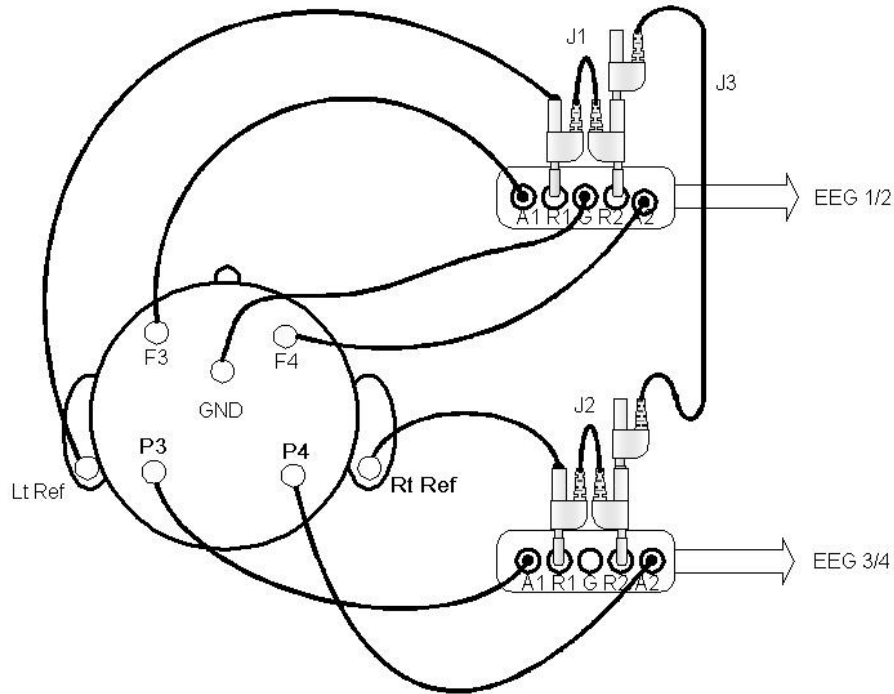 J1
J3
A1 R1 G R2 A2
EEG 1/2
F3
F4
GND
P3
P4
Lt Ref
Rt Ref
J2
A1 R1 G R2 A2
EEG 3/4